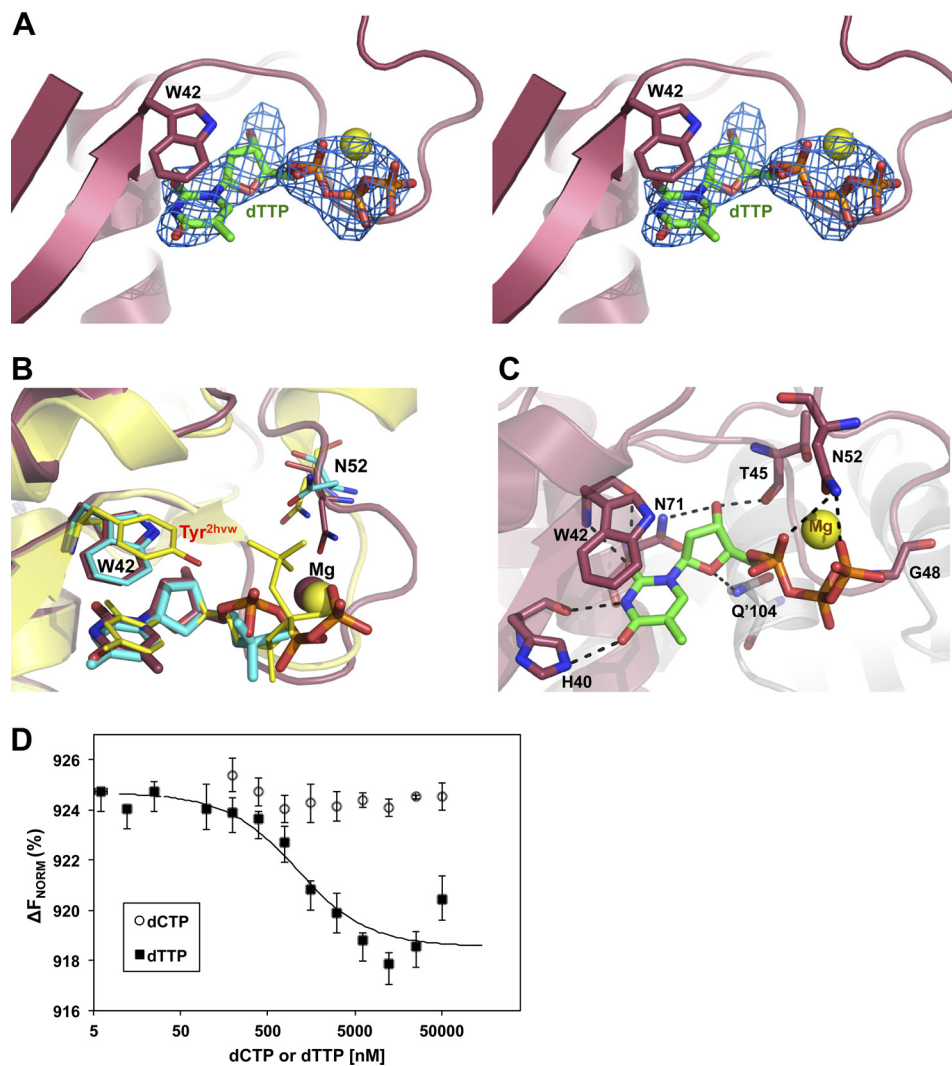 A
W42
dTTP
W42
dTTP
B
N52
Tyr2hvw
W42
Mg
C
N52
T45
N71
W42
Mg
G48
Q'104
H40
D
926
924
922
920
918
916
ΔFNORM (%)
dCTP
dTTP
5 50 500 5000 50000
dCTP or dTTP [nM]